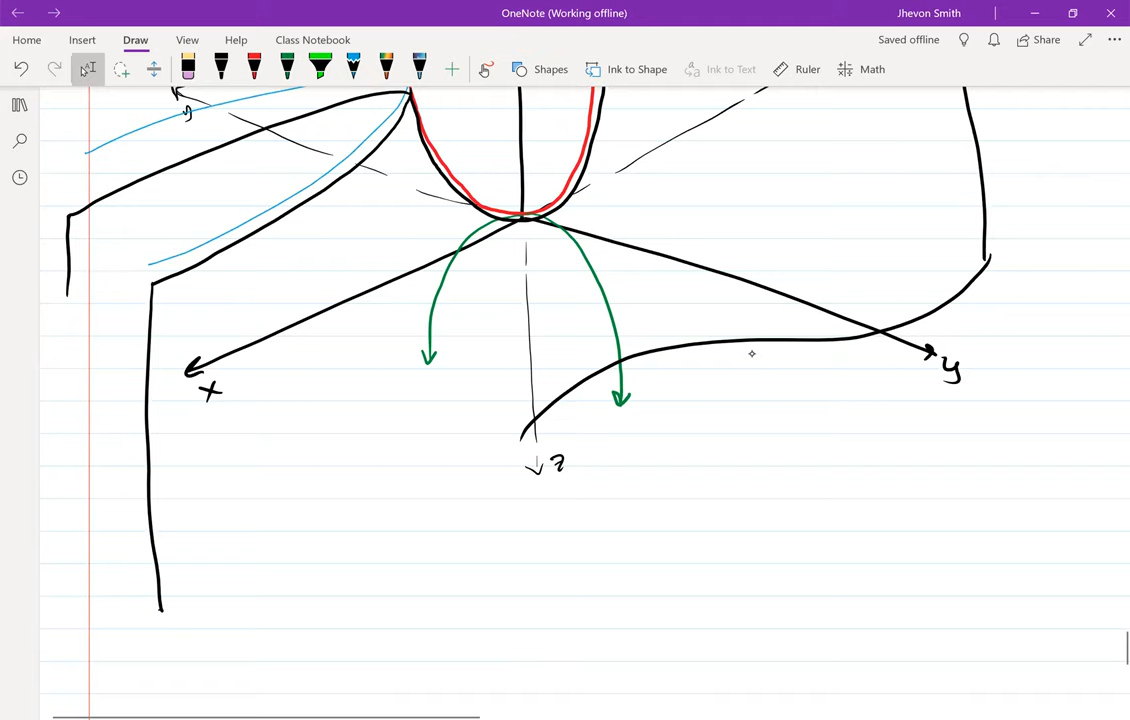 OneNote (Working offline)
Jhevon Smith
Home Insert Draw View Help Class Notebook
Saved offline
Share
Shapes
Ink to Shape
Ink to Text
Ruler
Math
y
x
y
z